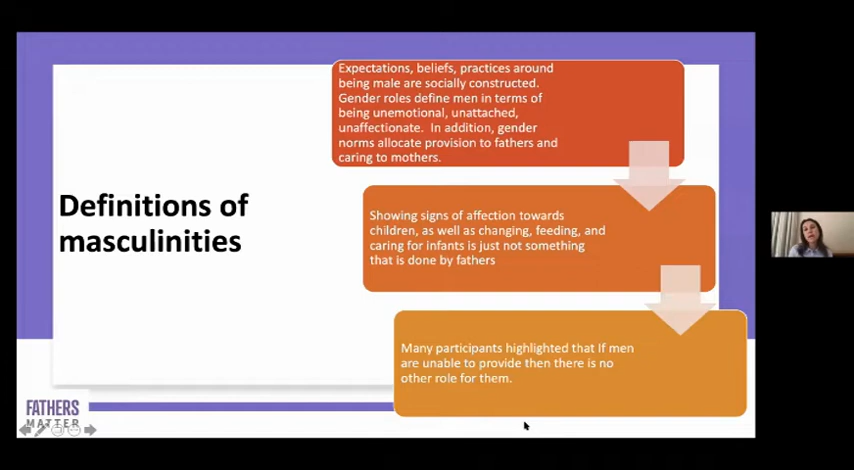 Definitions of
masculinities
Expectations, beliefs, practices around
being male are socially constructed.
Gender roles define men in terms of
being unemotional, unattached,
unaffectionate. In addition, gender
norms allocate provision to fathers and
caring to mothers.
Showing signs of affection towards
children, as well as changing, feeding, and
caring for infants is just not something
that is done by fathers
Many participants highlighted that If men
are unable to provide then there is no
other role for them.
FATHERS
MATTER